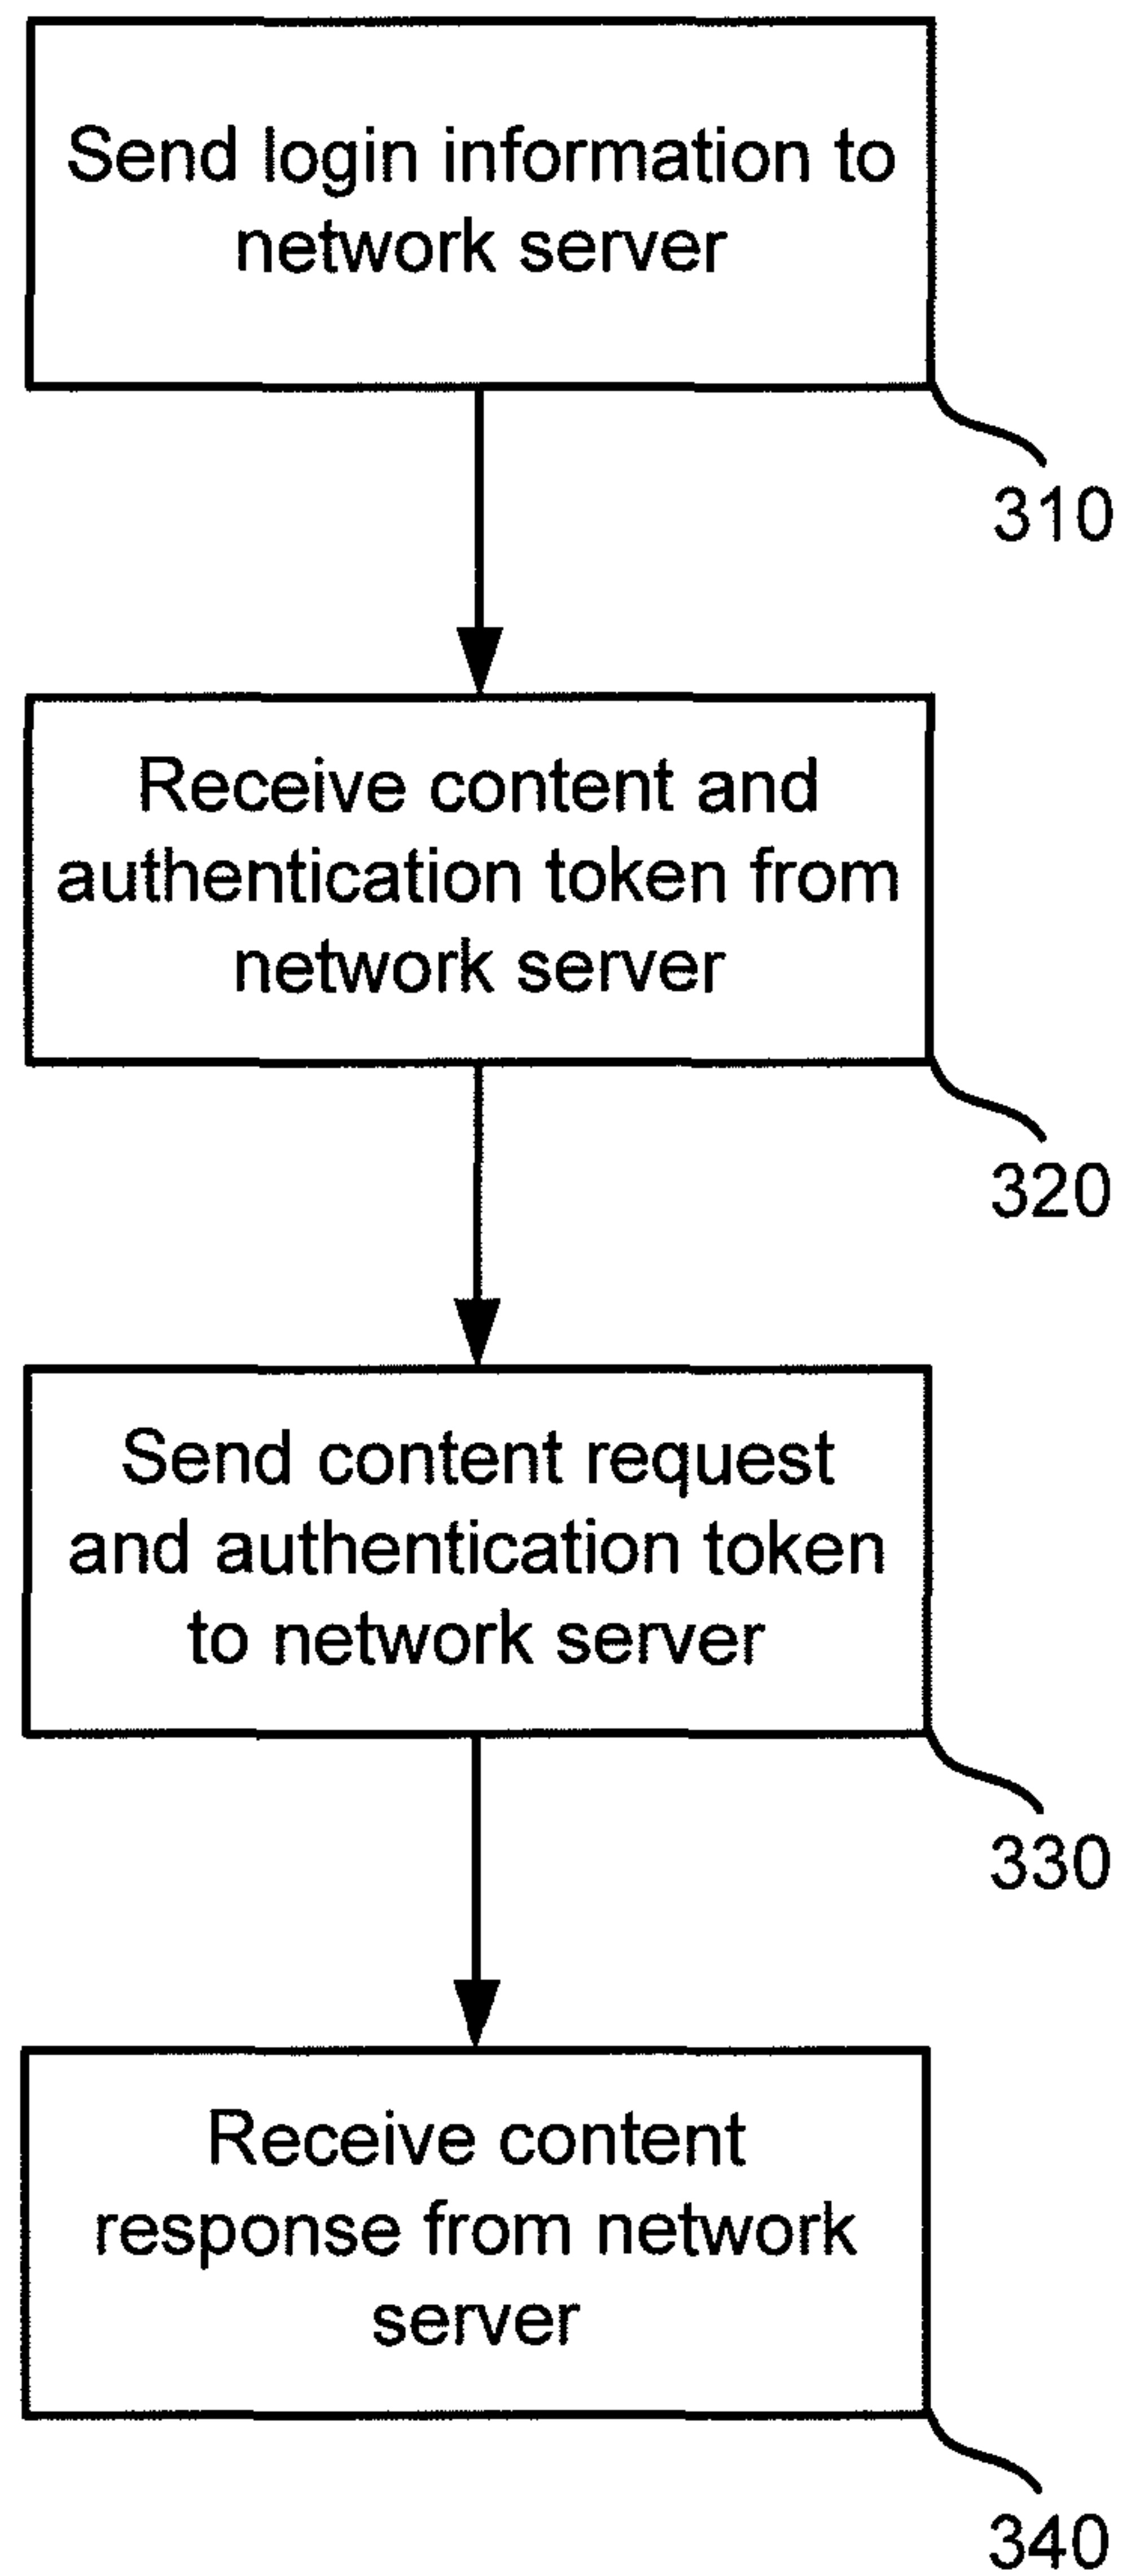 Send login information to
network server
310
Receive content and
authentication token from
network server
320
Send content request
and authentication token
to network server
330
Receive content
response from network
server
340